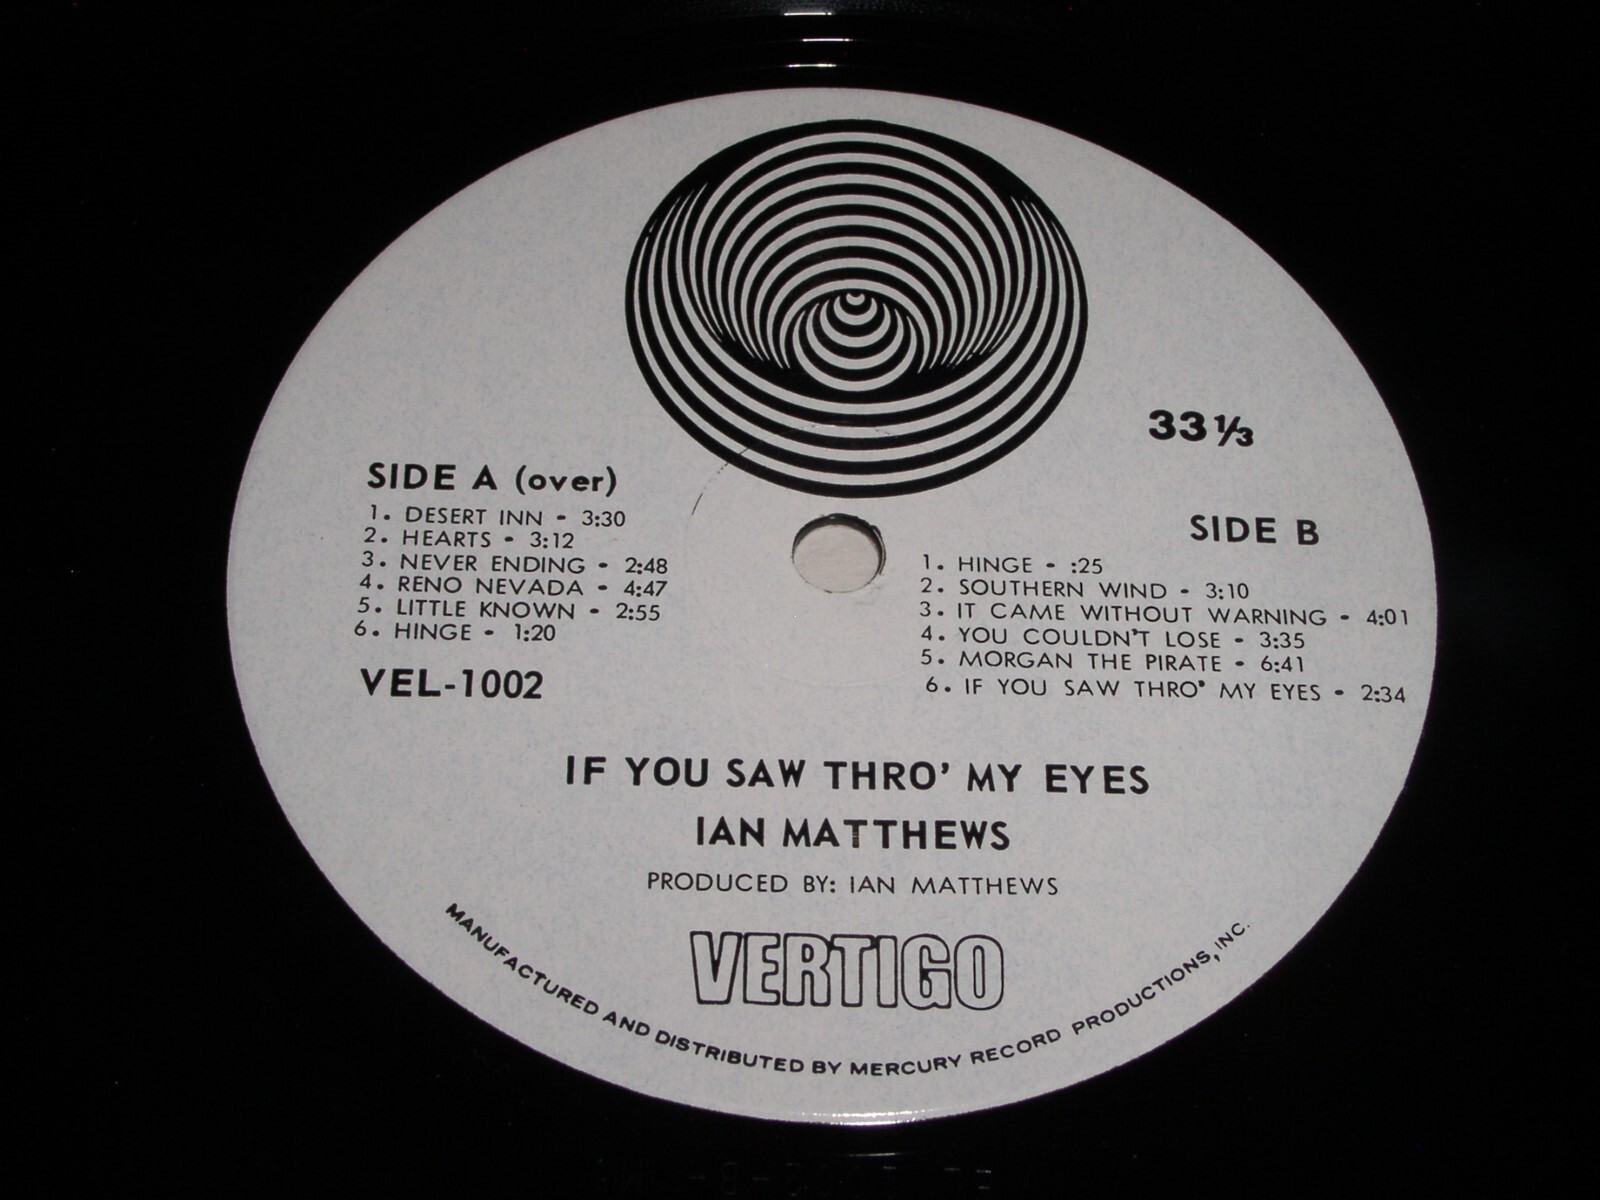 33 1/3
SIDE A (over)
1. DESERT INN - 3:30
2. HEARTS - 3:12
3. NEVER ENDING - 2:48
4. RENO NEVADA - 4:47
5. LITTLE KNOWN - 2:55
6. HINGE - 1:20
VEL-1002
SIDE B
1. HINGE - :25
2. SOUTHERN WIND - 3:10
3. IT CAME WITHOUT WARNING - 4:01
4. YOU COULDN'T LOSE - 3:35
5. MORGAN THE PIRATE - 6:41
6. IF YOU SAW THRO' MY EYES - 2:34
IF YOU SAW THRO' MY EYES
IAN MATTHEWS
PRODUCED BY: IAN MATTHEWS
VERTIGO
MANUFACTURED AND DISTRIBUTED BY MERCURY RECORD PRODUCTIONS, INC.